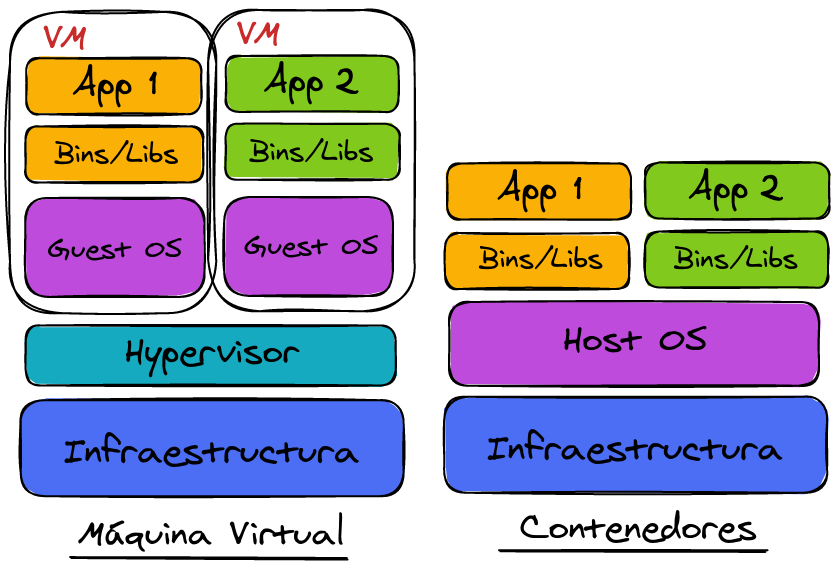 VM
App 1
Bins/Libs
Guest OS
VM
App 2
Bins/Libs
Guest OS
Hypervisor
Infraestructura
Máquina Virtual
App 1
Bins/Libs
App 2
Bins/Libs
Host OS
Infraestructura
Contenedores